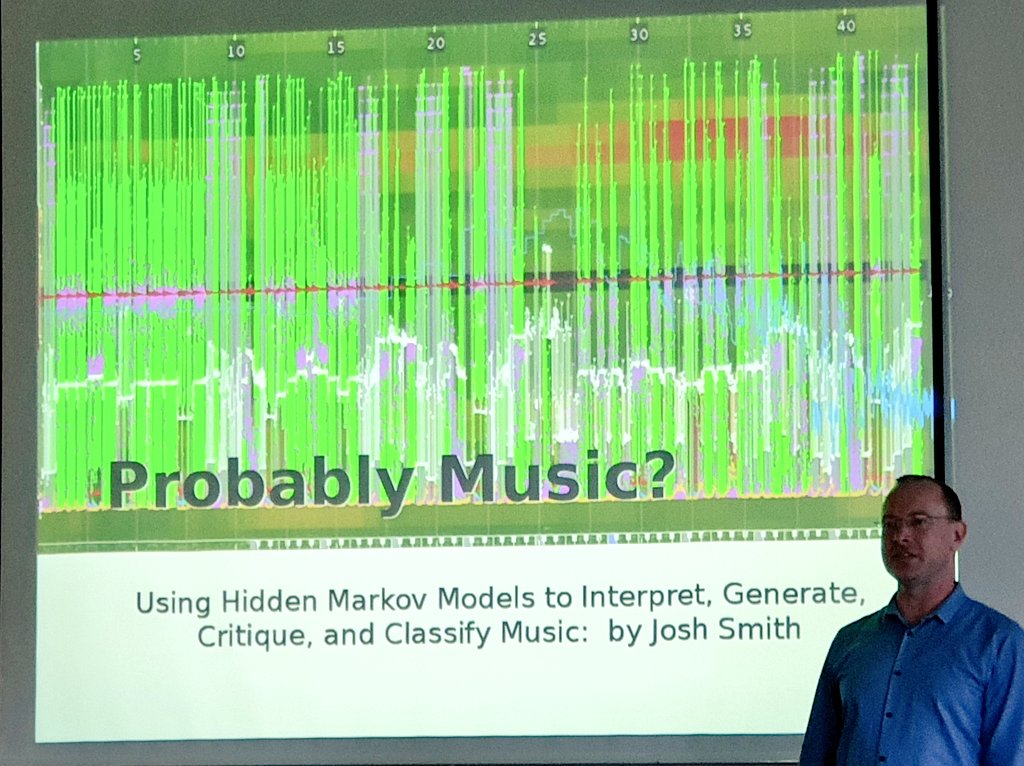 5 10 15 20 25 30 35 40
Probably Music?
Using Hidden Markov Models to Interpret, Generate,
Critique, and Classify Music: by Josh Smith